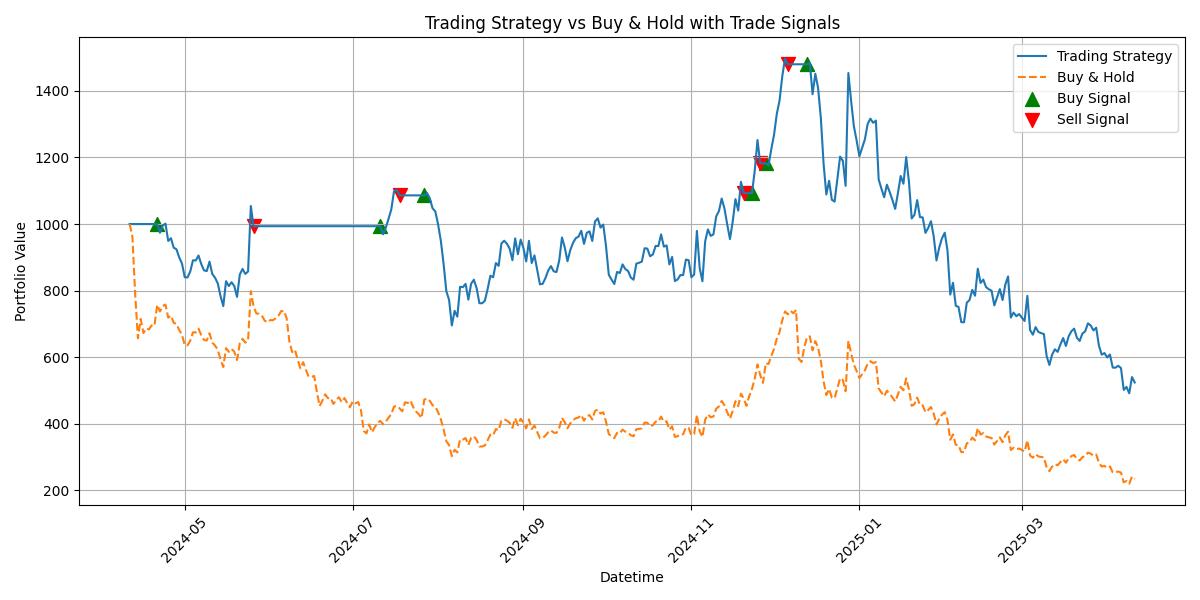 Trading Strategy vs Buy & Hold with Trade Signals
Trading Strategy
Buy & Hold
Buy Signal
Sell Signal
Portfolio Value
1400
1200
1000
800
600
400
200
2024-05
2024-07
2024-09
2024-11
2025-01
2025-03
Datetime